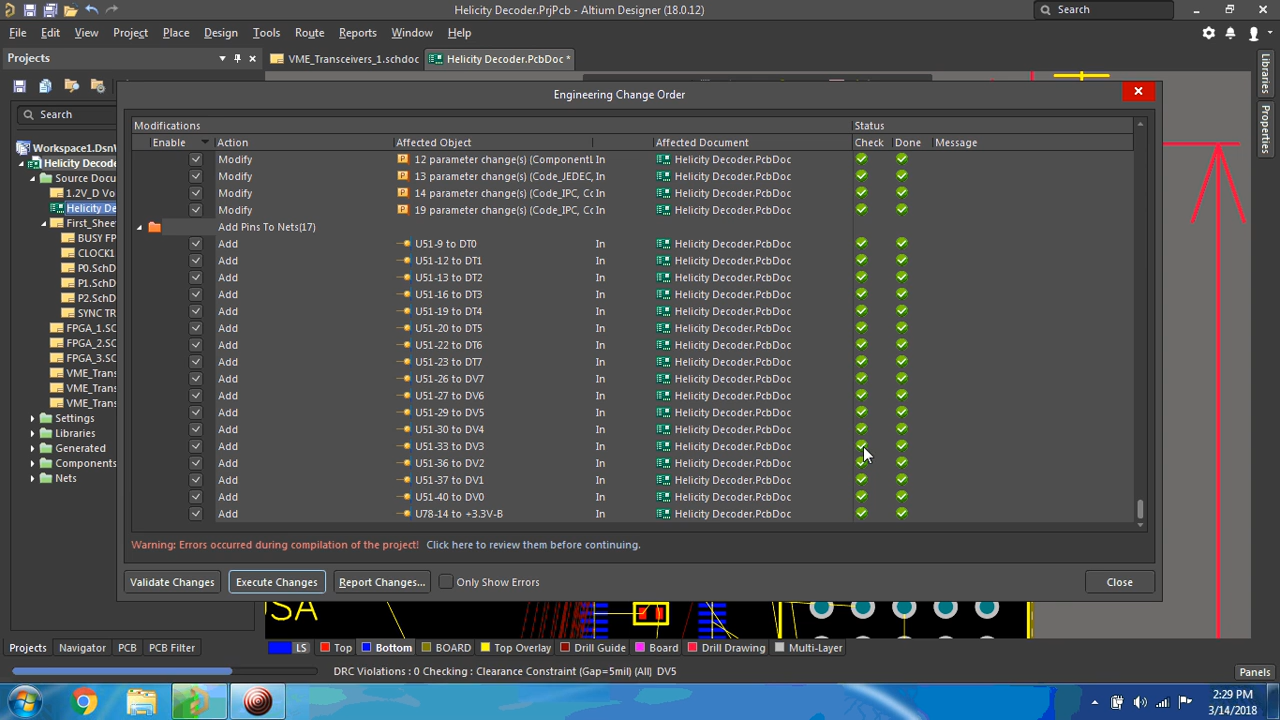 Helicity Decoder.PrjPcb - Altium Designer (18.0.12)
Search
File Edit View Project Place Design Tools Route Reports Window Help
Projects
VME_Transceivers_1.schdoc
Helicity Decoder.PcbDoc *
Libraries
Properties
Search
Workspace1.DsnW
Helicity Decode
Source Docu
1.2V_D Vo
Helicity De
First_Shee
BUSY FP
CLOCK1
P0.SchD
P1.SchD
P2.SchD
SYNC TR
FPGA_1.SC
FPGA_2.SC
FPGA_3.SC
VME_Trans
VME_Trans
VME_Trans
Settings
Libraries
Generated
Components
Nets
Engineering Change Order
Modifications Status
Enable Action Affected Object Affected Document Check Done Message
Modify 12 parameter change(s) (ComponentL In Helicity Decoder.PcbDoc
Modify 13 parameter change(s) (Code_JEDEC, In Helicity Decoder.PcbDoc
Modify 14 parameter change(s) (Code_IPC, Co In Helicity Decoder.PcbDoc
Modify 19 parameter change(s) (Code_IPC, Co In Helicity Decoder.PcbDoc
Add Pins To Nets(17)
Add U51-9 to DT0 In Helicity Decoder.PcbDoc
Add U51-12 to DT1 In Helicity Decoder.PcbDoc
Add U51-13 to DT2 In Helicity Decoder.PcbDoc
Add U51-16 to DT3 In Helicity Decoder.PcbDoc
Add U51-19 to DT4 In Helicity Decoder.PcbDoc
Add U51-20 to DT5 In Helicity Decoder.PcbDoc
Add U51-22 to DT6 In Helicity Decoder.PcbDoc
Add U51-23 to DT7 In Helicity Decoder.PcbDoc
Add U51-26 to DV7 In Helicity Decoder.PcbDoc
Add U51-27 to DV6 In Helicity Decoder.PcbDoc
Add U51-29 to DV5 In Helicity Decoder.PcbDoc
Add U51-30 to DV4 In Helicity Decoder.PcbDoc
Add U51-33 to DV3 In Helicity Decoder.PcbDoc
Add U51-36 to DV2 In Helicity Decoder.PcbDoc
Add U51-37 to DV1 In Helicity Decoder.PcbDoc
Add U51-40 to DV0 In Helicity Decoder.PcbDoc
Add U78-14 to +3.3V-B In Helicity Decoder.PcbDoc
Warning: Errors occurred during compilation of the project! Click here to review them before continuing.
Validate Changes Execute Changes Report Changes... Only Show Errors Close
USA
Projects Navigator PCB PCB Filter
LS Top Bottom BOARD Top Overlay Drill Guide Board Drill Drawing Multi-Layer
DRC Violations : 0 Checking : Clearance Constraint (Gap=5mil) (All) DV5
Panels
2:29 PM
3/14/2018